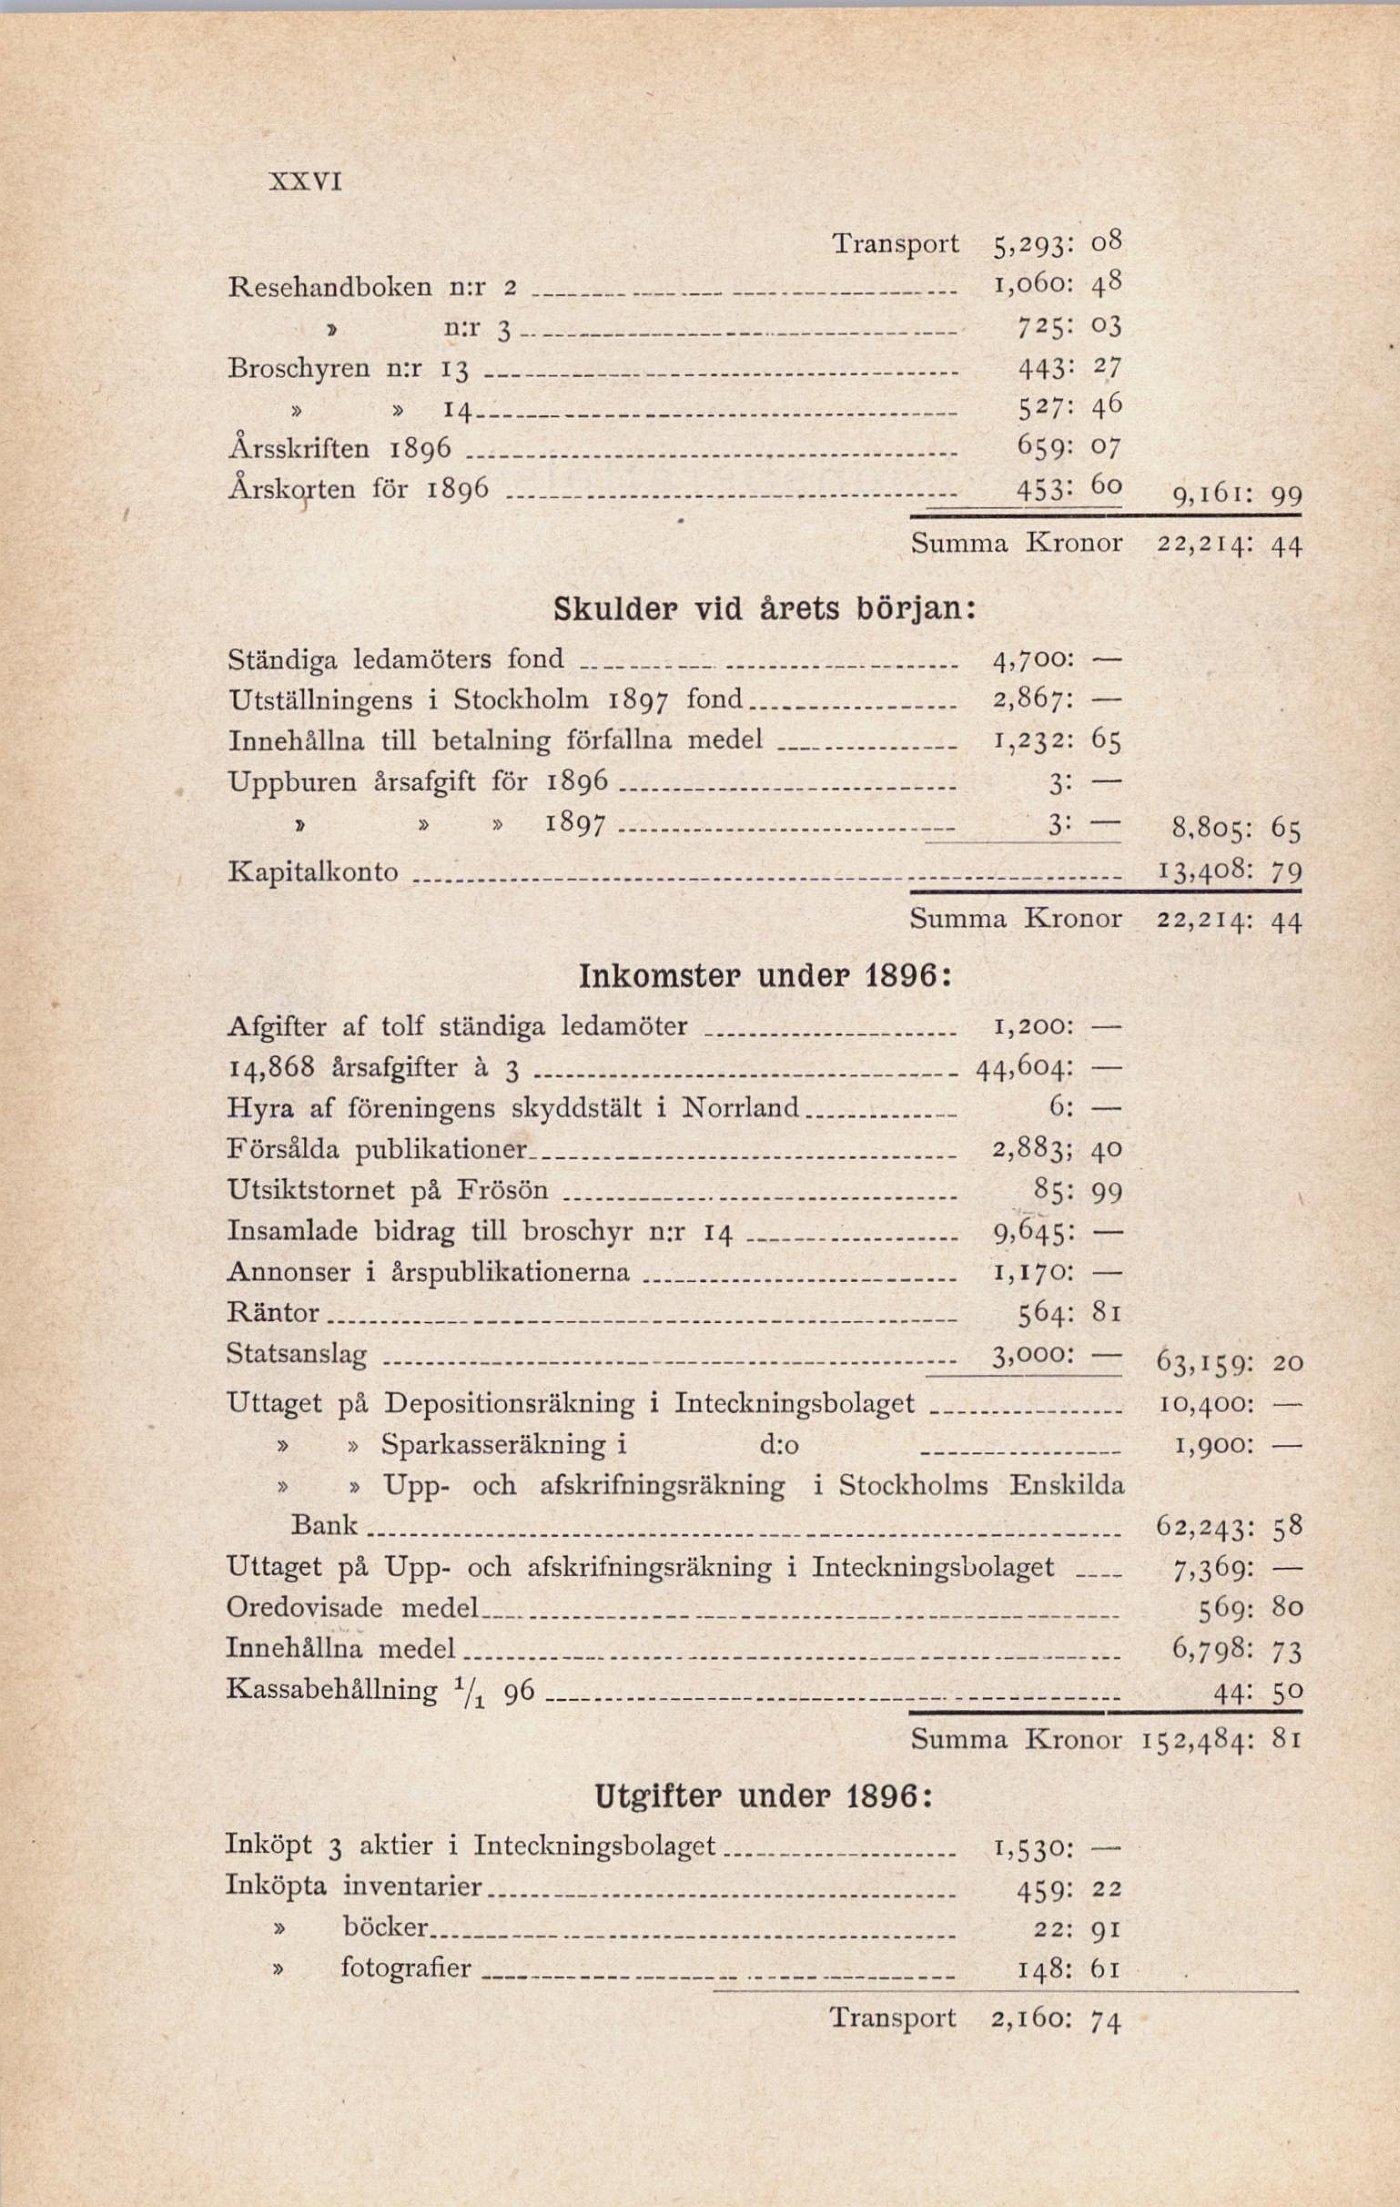 XXVI
Transport 5,293: 08
Resehandboken n:r 2 1,060: 48
» n:r 3 725: 03
Broschyren n:r 13 443: 27
» » 14 527: 46
Årsskriften 1896 659: 07
Årskorten för 1896 453: 60 9,161: 99
Summa Kronor 22,214: 44
Skulder vid årets början:
Ständiga ledamöters fond 4,700: —
Utställningens i Stockholm 1897 fond 2,867: —
Innehållna till betalning förfallna medel 1,232: 65
Uppburen årsafgift för 1896 3: —
» » » 1897 3: — 8,805: 65
Kapitalkonto 13,408: 79
Summa Kronor 22,214: 44
Inkomster under 1896:
Afgifter af tolf ständiga ledamöter 1,200: —
14,868 årsafgifter à 3 44,604: —
Hyra af föreningens skyddstält i Norrland 6: —
Försålda publikationer 2,883; 40
Utsiktstornet på Frösön 85: 99
Insamlade bidrag till broschyr n:r 14 9,645: —
Annonser i årspublikationerna 1,170: —
Räntor 564: 81
Statsanslag 3,000: — 63,159: 20
Uttaget på Depositionsräkning i Inteckningsbolaget 10,400: —
» » Sparkasseräkning i d:o 1,900: —
» » Upp- och afskrifningsräkning i Stockholms Enskilda
Bank 62,243: 58
Uttaget på Upp- och afskrifningsräkning i Inteckningsbolaget 7,369: —
Oredovisade medel 569: 80
Innehållna medel 6,798: 73
Kassabehållning 1/1 96 44: 50
Summa Kronor 152,484: 81
Utgifter under 1896:
Inköpt 3 aktier i Inteckningsbolaget 1,530: —
Inköpta inventarier 459: 22
» böcker 22: 91
» fotografier 148: 61
Transport 2,160: 74